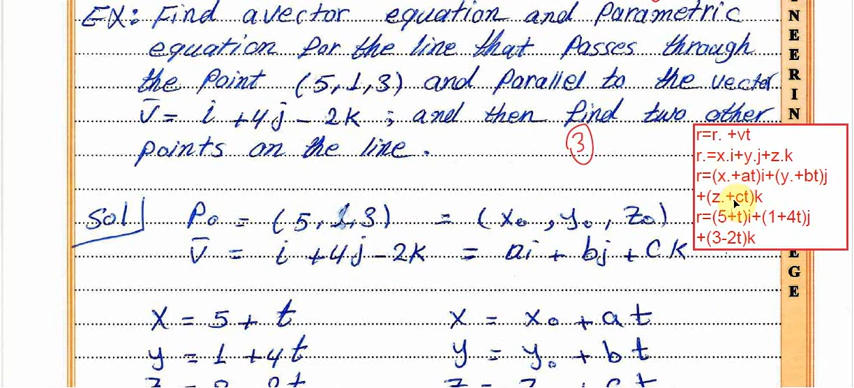 EX: Find a vector equation and parametric
equation for the line that passes through
the point (5,1,3) and parallel to the vector
v̄ = i + 4j - 2k ; and then find two other
points on the line .
3
r=r. +vt
r.=x.i+y.j+z.k
r=(x.+at)i+(y.+bt)j
+(z.+ct)k
r=(5+t)i+(1+4t)j
+(3-2t)k
Sol P₀ = (5,1,3) = (x₀ , y₀ , z₀)
v̄ = i + 4j - 2k = ai + bj + ck
x = 5 + t x = x₀ + at
y = 1 + 4t y = y₀ + bt
N
E
E
R
I
N
E
G
E